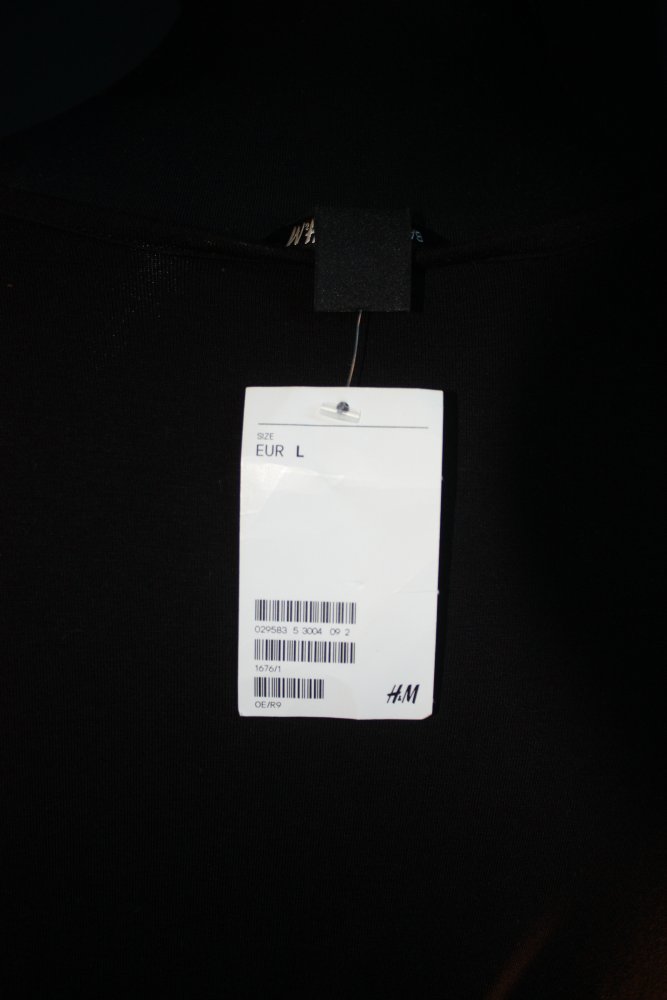 SIZE
EUR L
029583 5 3004 09 2
1676/1
OE/R9
H&M